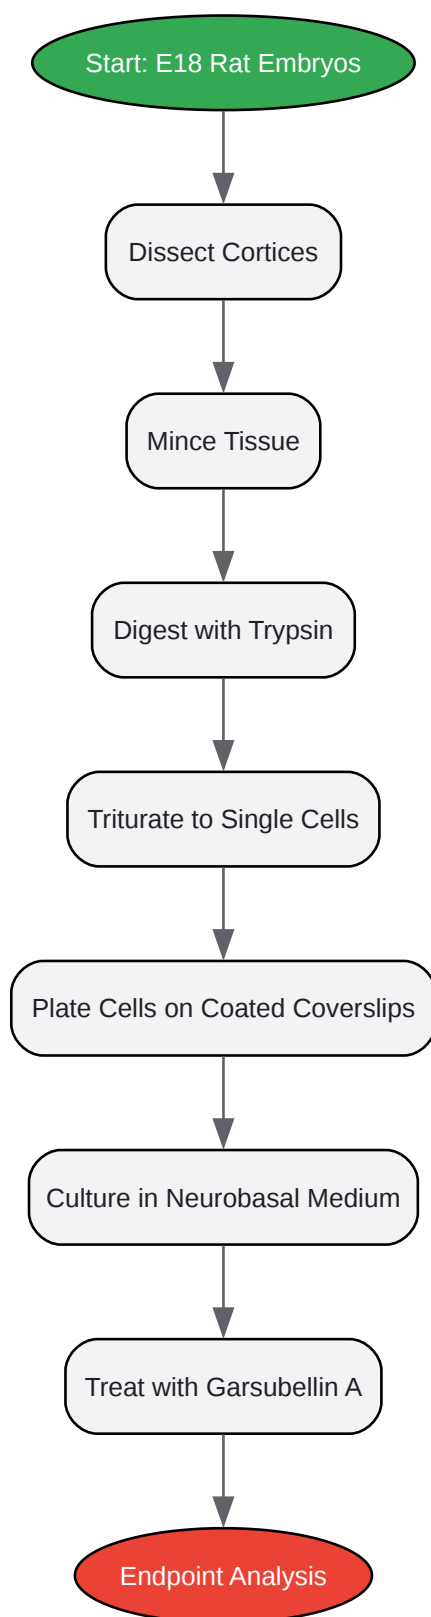 Start: E18 Rat Embryos
Dissect Cortices
Mince Tissue
Digest with Trypsin
Triturate to Single Cells
Plate Cells on Coated Coverslips
Culture in Neurobasal Medium
Treat with Garsubellin A
Endpoint Analysis